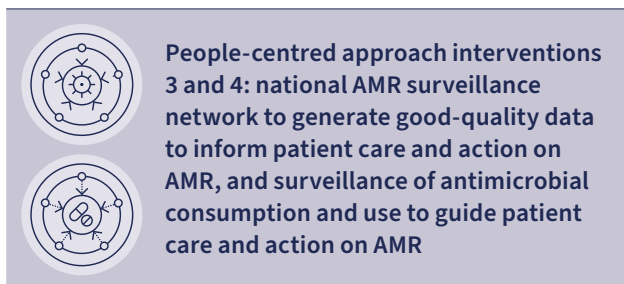 People-centred approach interventions
3 and 4: national AMR surveillance
network to generate good-quality data
to inform patient care and action on
AMR, and surveillance of antimicrobial
consumption and use to guide patient
care and action on AMR